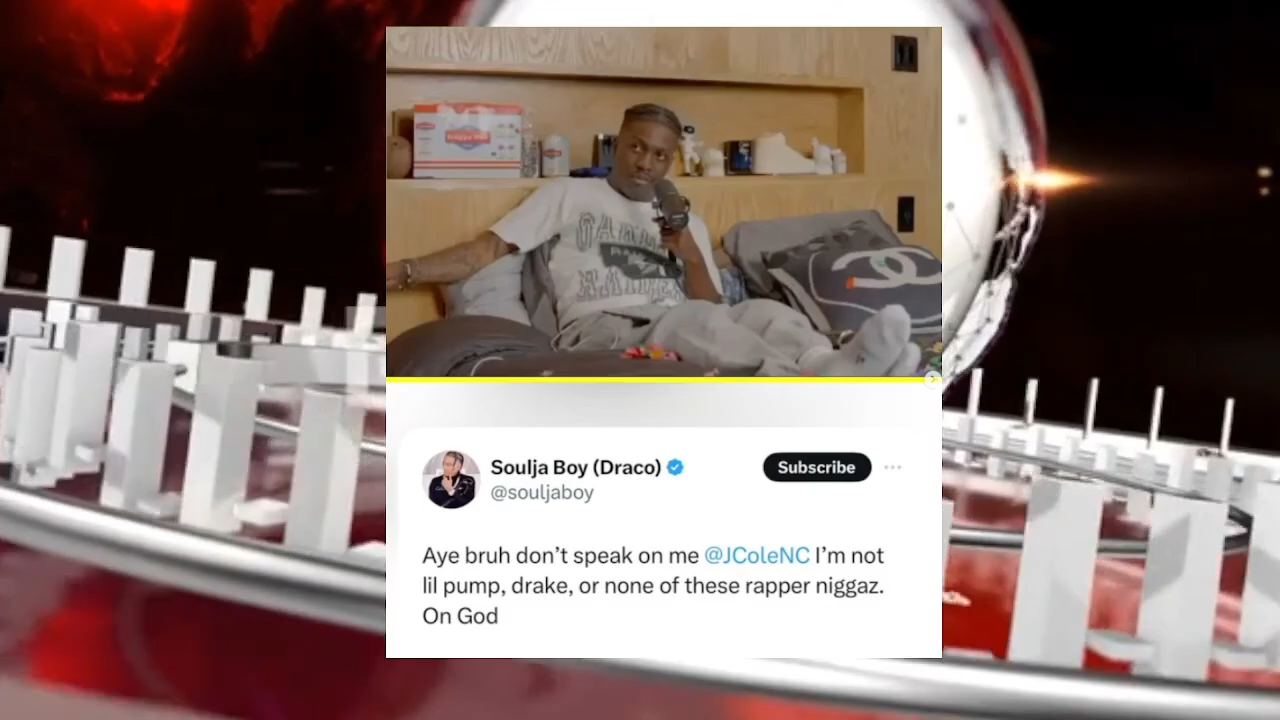 Soulja Boy (Draco)
Subscribe
@souljaboy
Aye bruh don’t speak on me @JColeNC I’m not
lil pump, drake, or none of these rapper niggaz.
On God